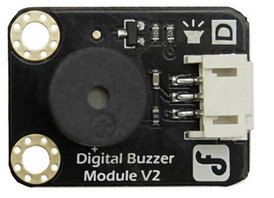 D
+
Digital Buzzer
Module V2